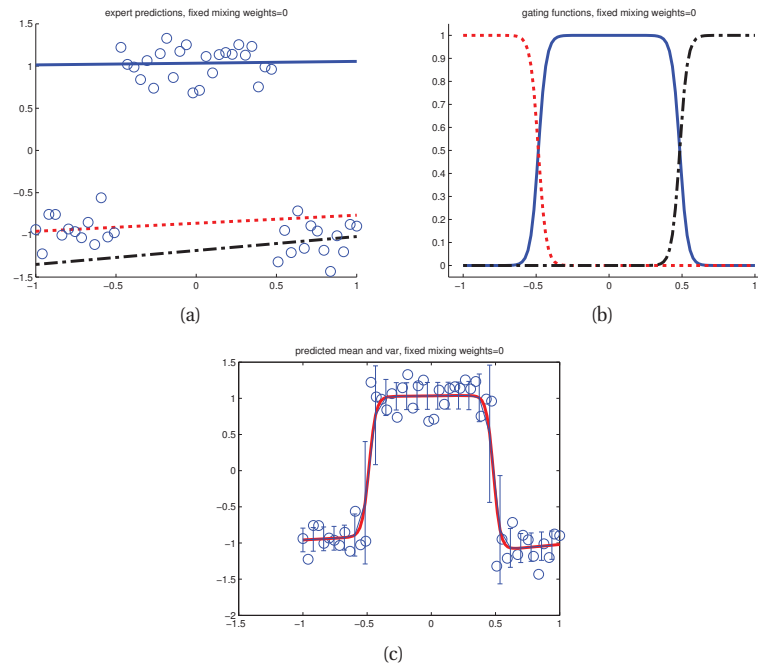 expert predictions, fixed mixing weights=0
1.5
1
0.5
0
−0.5
−1
−1.5
−1 −0.5 0 0.5 1
(a)
gating functions, fixed mixing weights=0
1
0.9
0.8
0.7
0.6
0.5
0.4
0.3
0.2
0.1
0
−1 −0.5 0 0.5 1
(b)
predicted mean and var, fixed mixing weights=0
1.5
1
0.5
0
−0.5
−1
−1.5
−2
−1.5 −1 −0.5 0 0.5 1
(c)